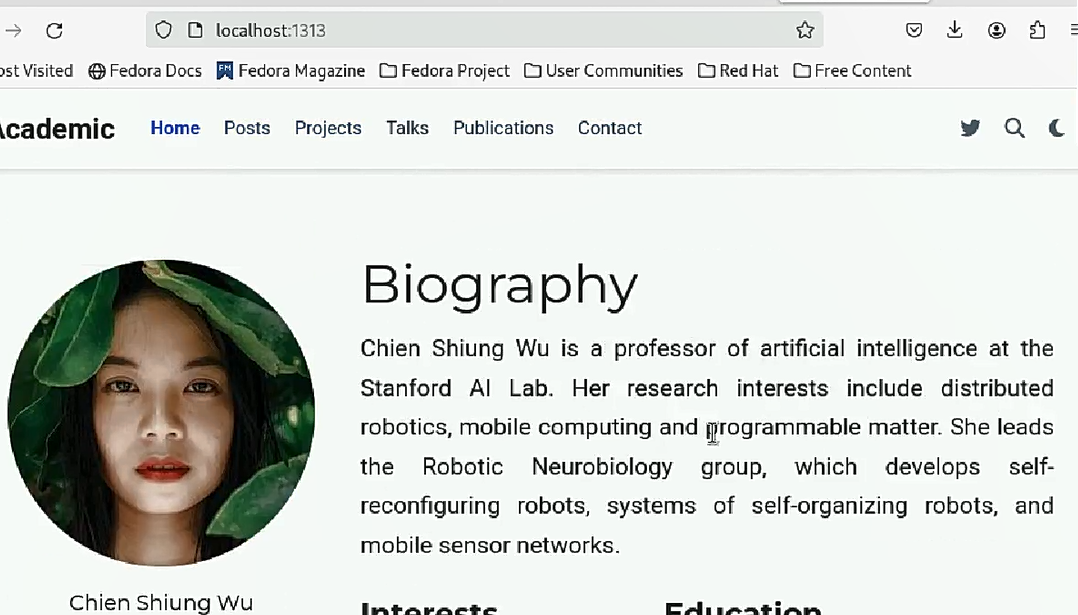 localhost:1313
ost Visited Fedora Docs FM Fedora Magazine Fedora Project User Communities Red Hat Free Content
Academic Home Posts Projects Talks Publications Contact
Biography
Chien Shiung Wu is a professor of artificial intelligence at the
Stanford AI Lab. Her research interests include distributed
robotics, mobile computing and programmable matter. She leads
the Robotic Neurobiology group, which develops self-
reconfiguring robots, systems of self-organizing robots, and
mobile sensor networks.
Chien Shiung Wu
Interests Education